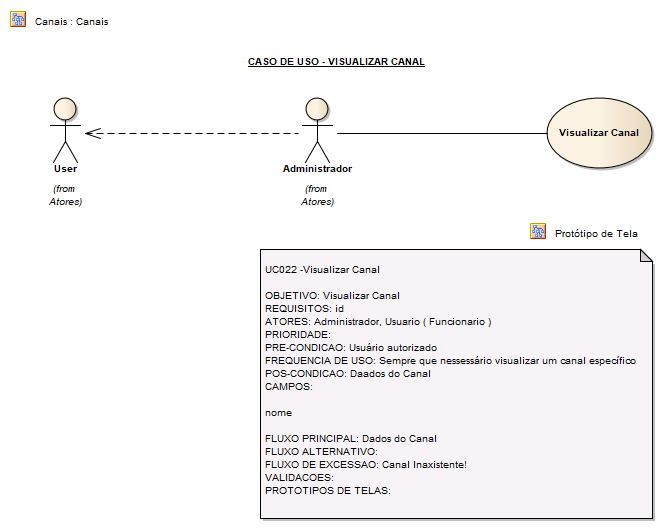 Canais : Canais
CASO DE USO - VISUALIZAR CANAL
User
(from
Atores)
Administrador
(from
Atores)
Visualizar Canal
Protótipo de Tela
UC022 -Visualizar Canal
OBJETIVO: Visualizar Canal
REQUISITOS: id
ATORES: Administrador, Usuario ( Funcionario )
PRIORIDADE:
PRE-CONDICAO: Usuário autorizado
FREQUENCIA DE USO: Sempre que nessessário visualizar um canal específico
POS-CONDICAO: Daados do Canal
CAMPOS:
nome
FLUXO PRINCIPAL: Dados do Canal
FLUXO ALTERNATIVO:
FLUXO DE EXCESSAO: Canal Inaxistente!
VALIDACOES:
PROTOTIPOS DE TELAS: